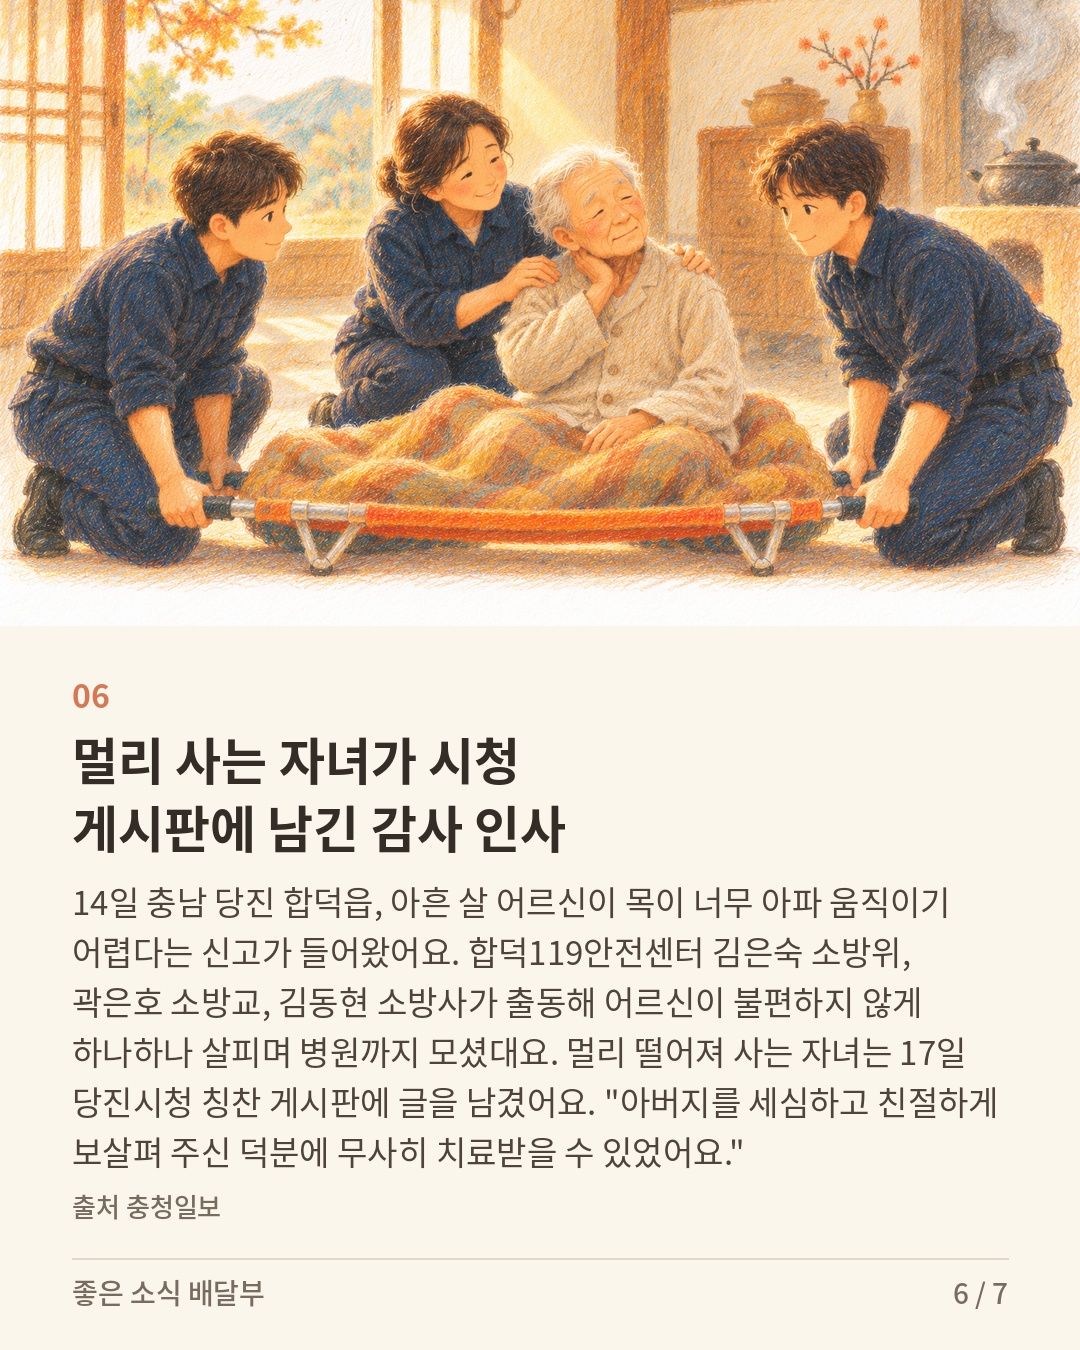 06
멀리 사는 자녀가 시청
게시판에 남긴 감사 인사
14일 충남 당진 합덕읍, 아흔 살 어르신이 목이 너무 아파 움직이기
어렵다는 신고가 들어왔어요. 합덕119안전센터 김은숙 소방위,
곽은호 소방교, 김동현 소방사가 출동해 어르신이 불편하지 않게
하나하나 살피며 병원까지 모셨대요. 멀리 떨어져 사는 자녀는 17일
당진시청 칭찬 게시판에 글을 남겼어요. "아버지를 세심하고 친절하게
보살펴 주신 덕분에 무사히 치료받을 수 있었어요."
출처 충청일보
좋은 소식 배달부
6 / 7